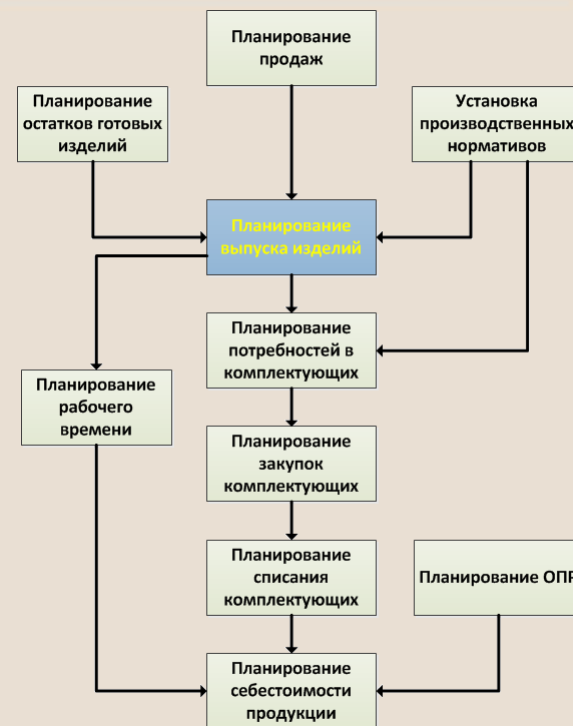 Планирование
продаж
Планирование
остатков готовых
изделий
Установка
производственных
нормативов
Планирование
выпуска изделий
Планирование
потребностей в
комплектующих
Планирование
рабочего
времени
Планирование
закупок
комплектующих
Планирование
списания
комплектующих
Планирование ОПР
Планирование
себестоимости
продукции